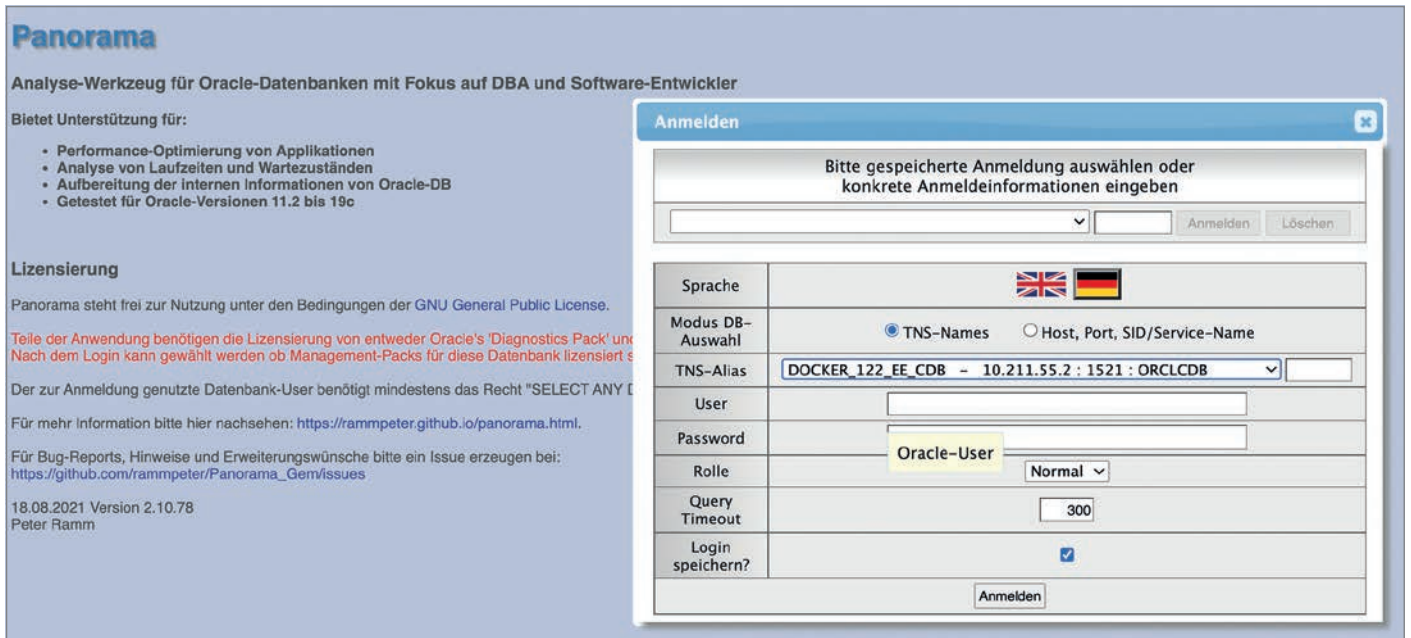 Panorama
Analyse-Werkzeug für Oracle-Datenbanken mit Fokus auf DBA und Software-Entwickler
Bietet Unterstützung für:
• Performance-Optimierung von Applikationen
• Analyse von Laufzeiten und Wartezuständen
• Aufbereitung der internen Informationen von Oracle-DB
• Getestet für Oracle-Versionen 11.2 bis 19c
Lizensierung
Panorama steht frei zur Nutzung unter den Bedingungen der GNU General Public License.
Teile der Anwendung benötigen die Lizensierung von entweder Oracle's 'Diagnostics Pack'
Nach dem Login kann gewählt werden ob Management-Packs für diese Datenbank lizensiert
Der zur Anmeldung genutzte Datenbank-User benötigt mindestens das Recht "SELECT ANY
Für mehr Information bitte hier nachsehen: https://rammpeter.github.io/panorama.html.
Für Bug-Reports, Hinweise und Erweiterungswünsche bitte ein Issue erzeugen bei:
https://github.com/rammpeter/Panorama_Gem/issues
18.08.2021 Version 2.10.78
Peter Ramm
Anmelden
Bitte gespeicherte Anmeldung auswählen oder
konkrete Anmeldeinformationen eingeben
Anmelden Löschen
Sprache
Modus DB-
Auswahl
TNS-Names Host, Port, SID/Service-Name
TNS-Alias DOCKER_122_EE_CDB - 10.211.55.2 : 1521 : ORCLCDB
User
Password
Oracle-User
Rolle Normal
Query
Timeout
300
Login
speichern?
Anmelden